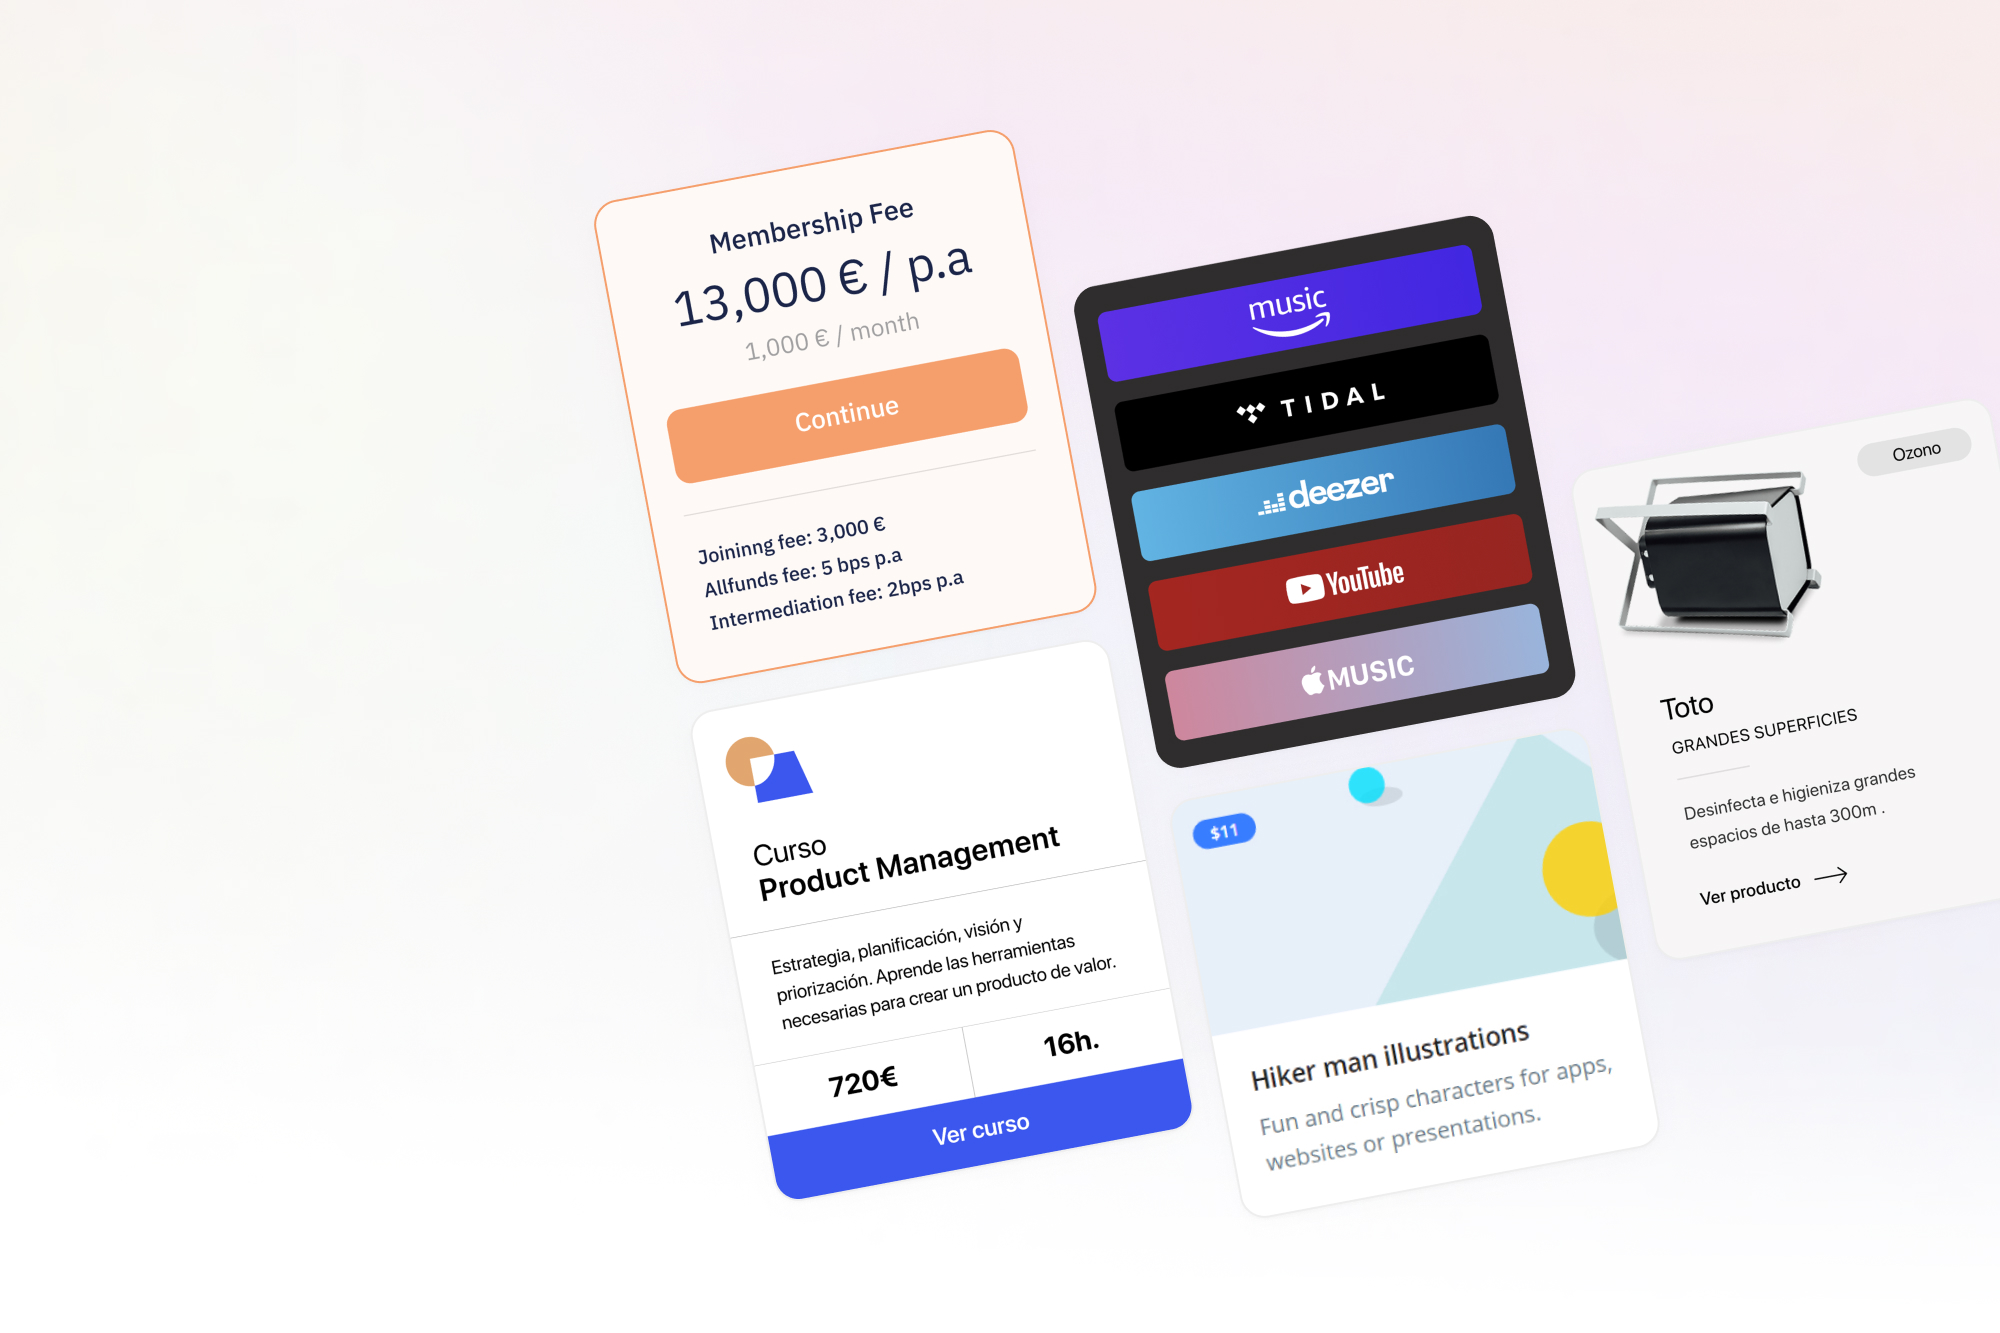 Membership Fee
13,000 € / p.a
1,000 € / month
Continue
Joininng fee: 3,000 €
Allfunds fee: 5 bps p.a
Intermediation fee: 2bps p.a
music
TIDAL
deezer
YouTube
MUSIC
Ozono
Toto
GRANDES SUPERFICIES
Desinfecta e higieniza grandes
espacios de hasta 300m .
Ver producto
Curso
Product Management
Estrategia, planificación, visión y
priorización. Aprende las herramientas
necesarias para crear un producto de valor.
720€
16h.
Ver curso
$11
Hiker man illustrations
Fun and crisp characters for apps,
websites or presentations.